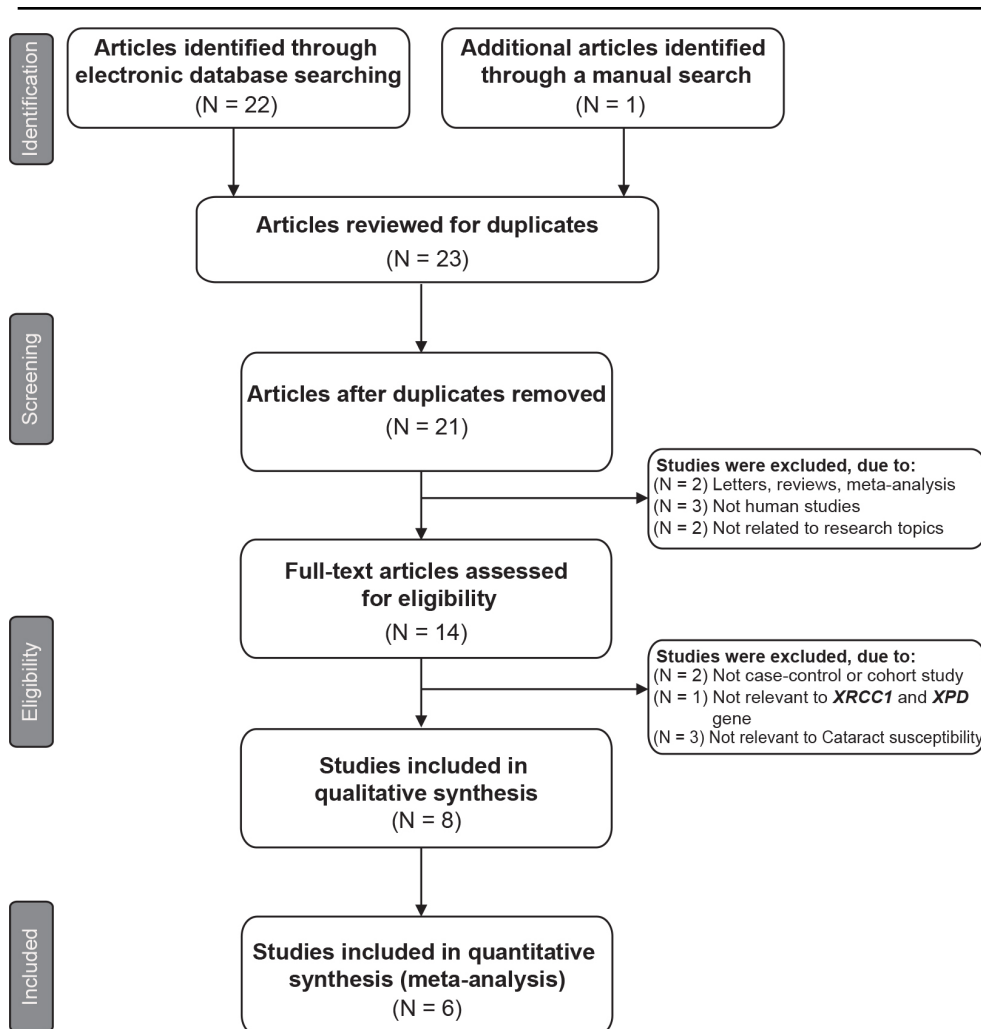 Identification
Articles identified through
electronic database searching
(N = 22)
Additional articles identified
through a manual search
(N = 1)
Articles reviewed for duplicates
(N = 23)
Screening
Articles after duplicates removed
(N = 21)
Studies were excluded, due to:
(N = 2) Letters, reviews, meta-analysis
(N = 3) Not human studies
(N = 2) Not related to research topics
Full-text articles assessed
for eligibility
(N = 14)
Eligibility
Studies were excluded, due to:
(N = 2) Not case-control or cohort study
(N = 1) Not relevant to XRCC1 and XPD
gene
(N = 3) Not relevant to Cataract susceptibility
Studies included in
qualitative synthesis
(N = 8)
Included
Studies included in quantitative
synthesis (meta-analysis)
(N = 6)